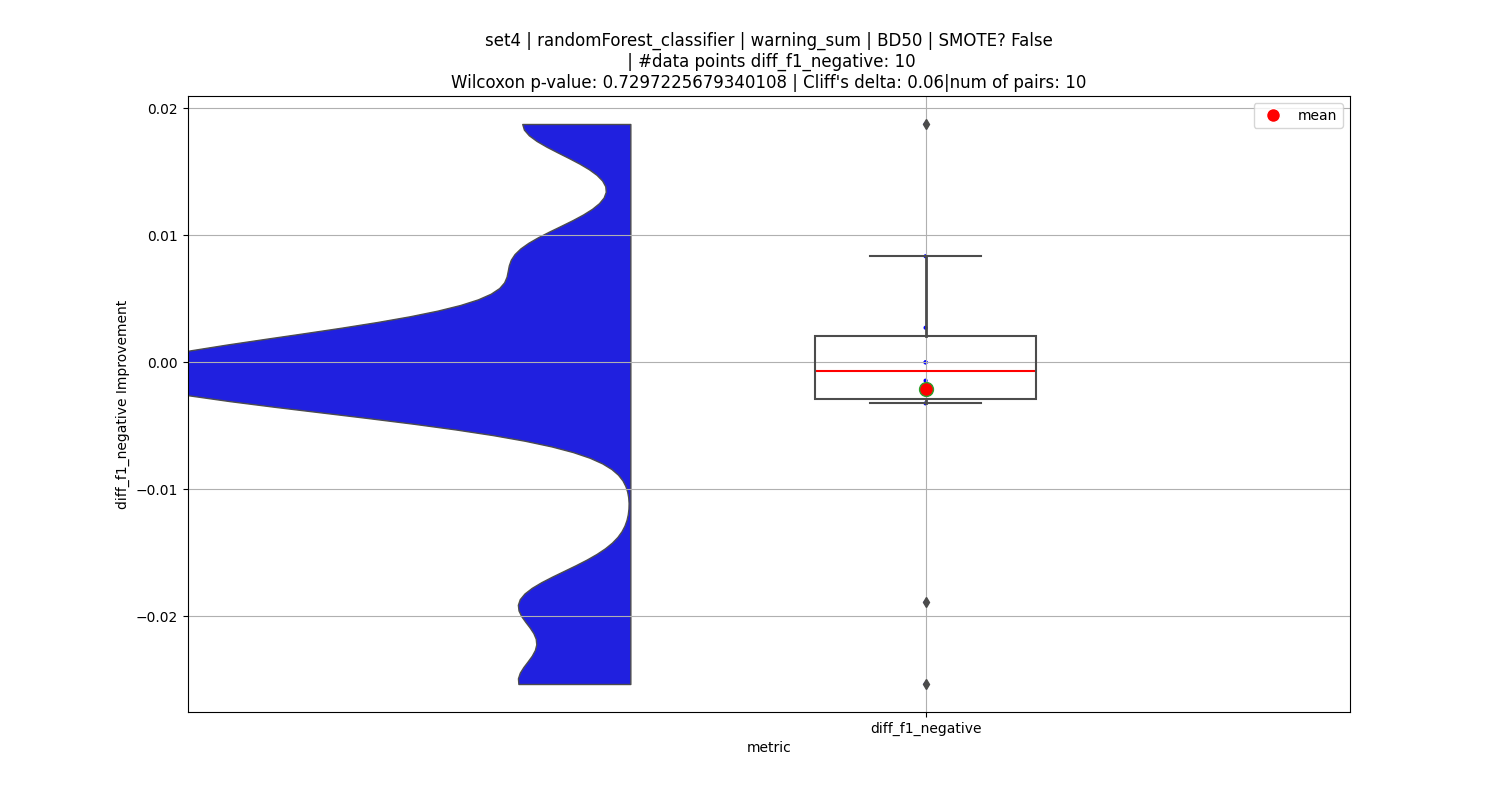 set4 | randomForest_classifier | warning_sum | BD50 | SMOTE? False
| #data points diff_f1_negative: 10
Wilcoxon p-value: 0.7297225679340108 | Cliff's delta: 0.06|num of pairs: 10
mean
0.02
0.01
0.00
−0.01
−0.02
diff_f1_negative Improvement
diff_f1_negative
metric